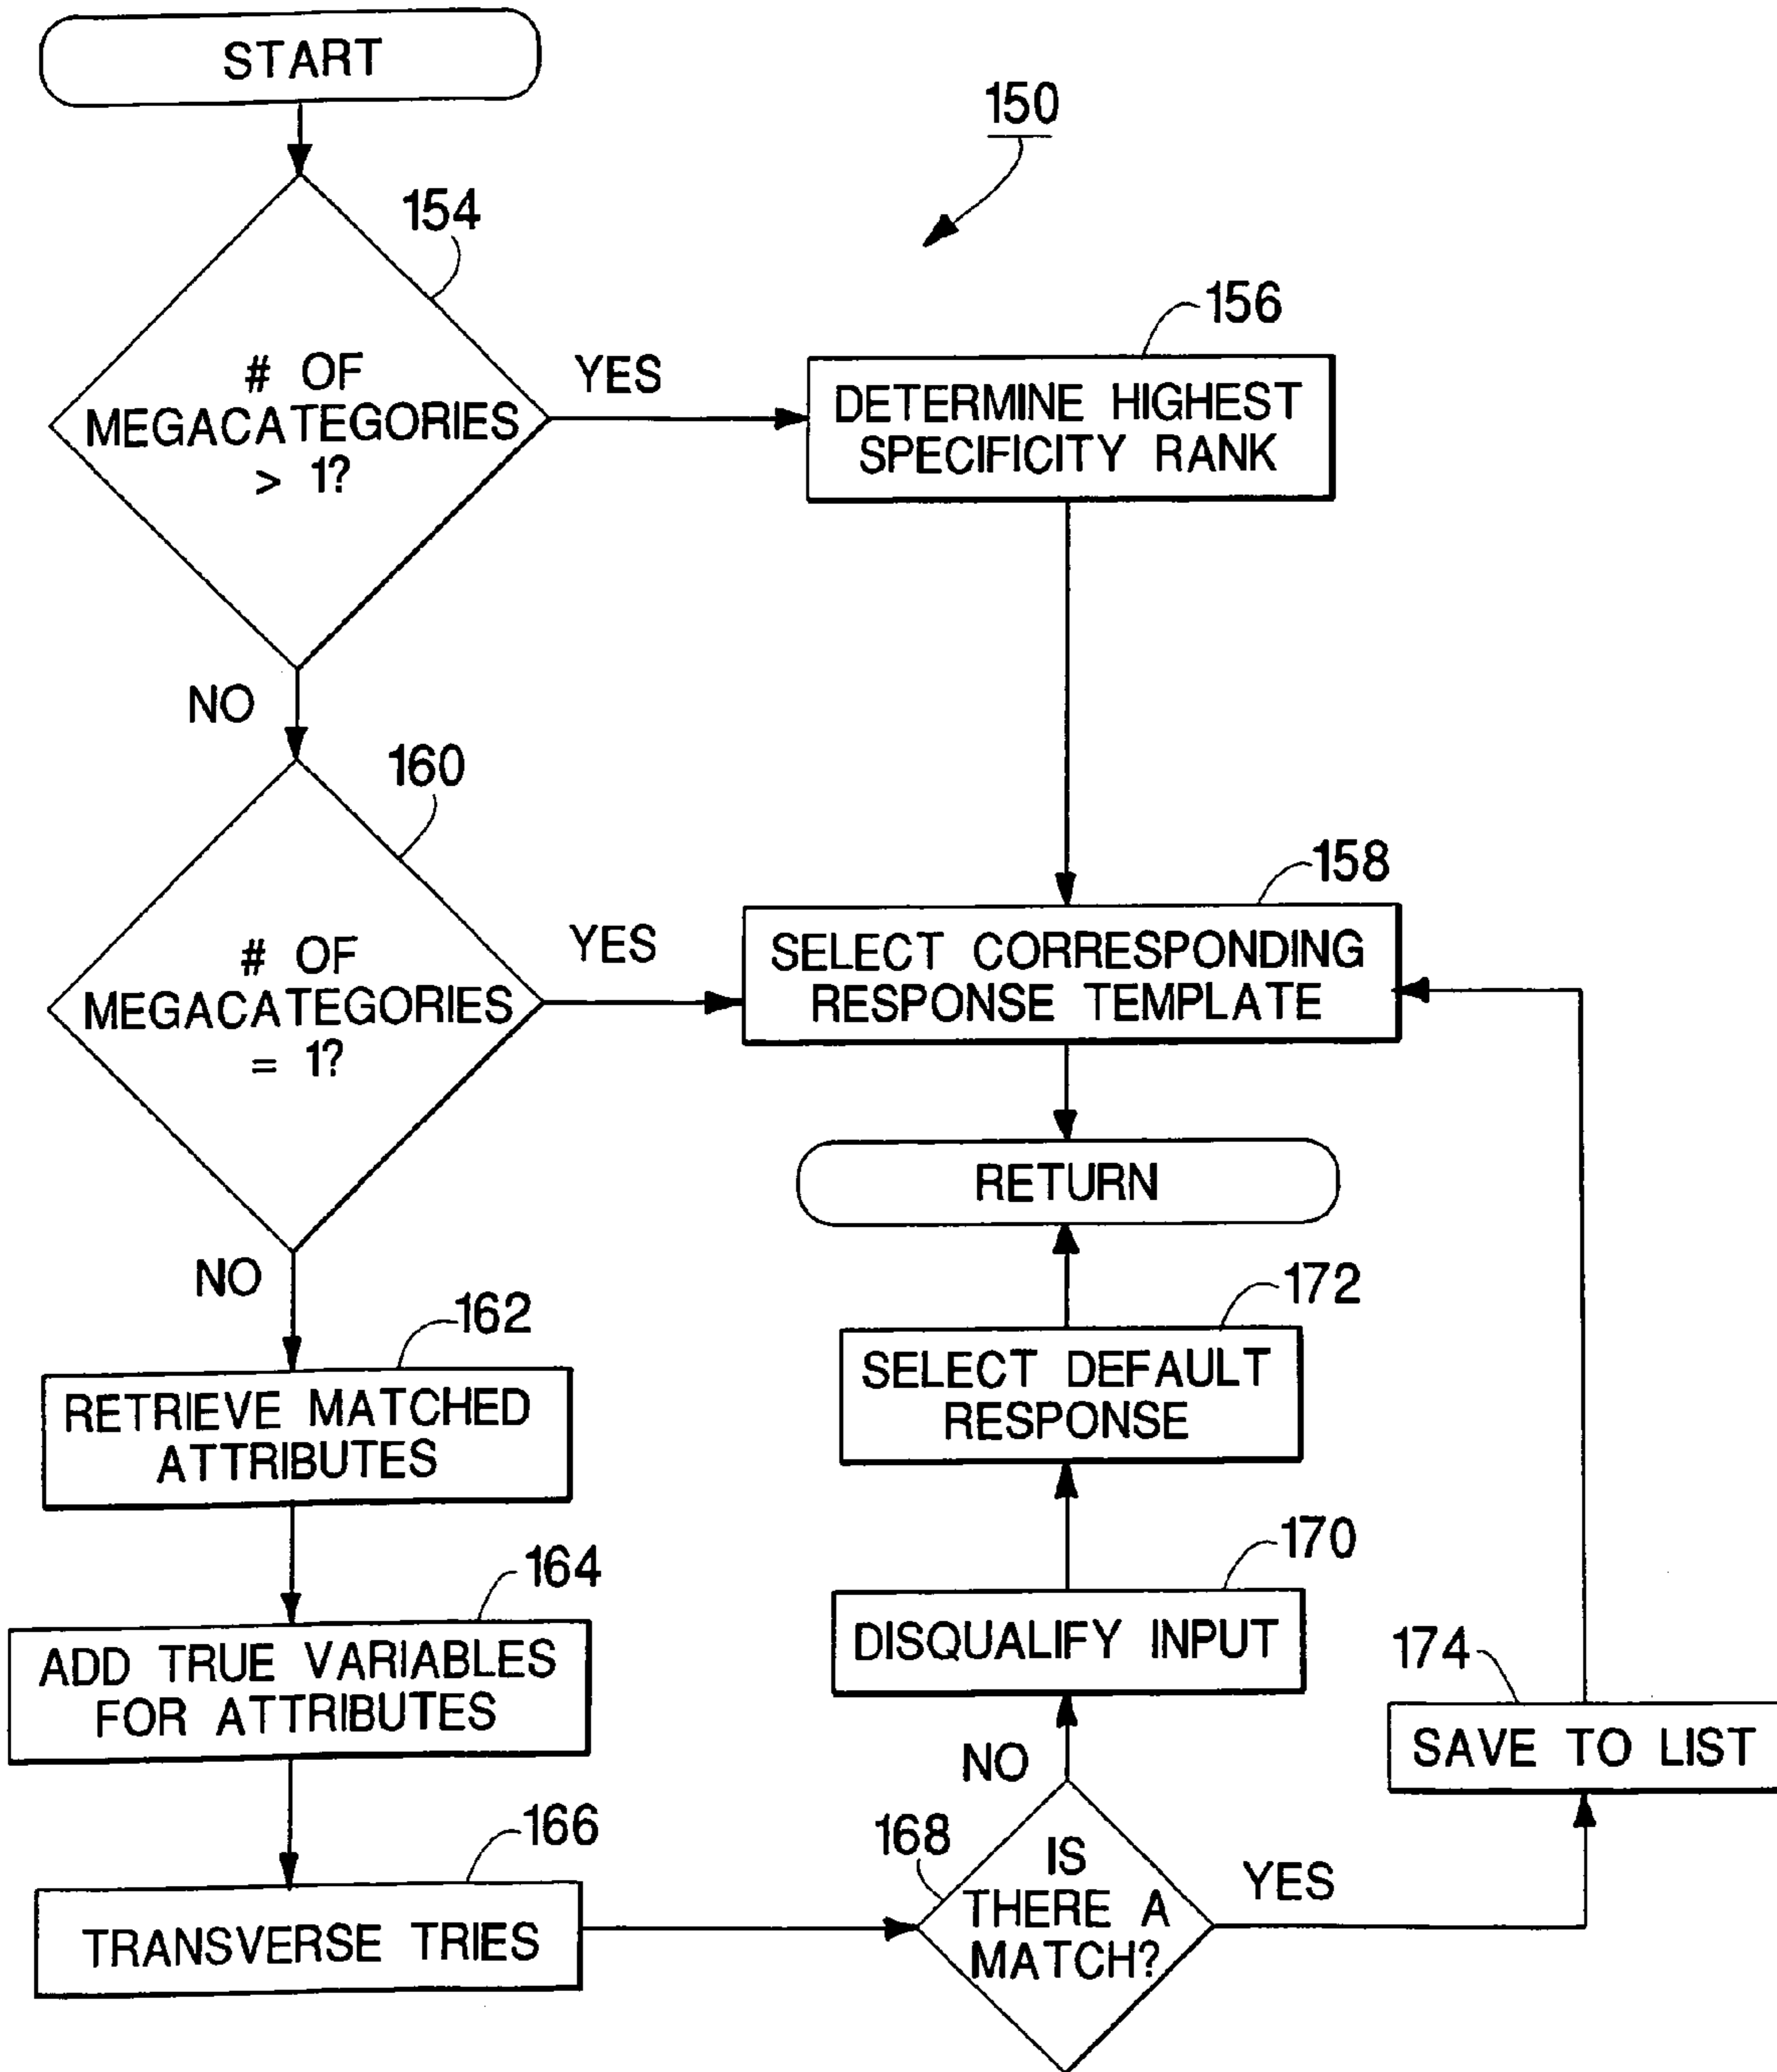 START
150
154
# OF
MEGACATEGORIES
> 1?
YES
156
DETERMINE HIGHEST
SPECIFICITY RANK
NO
160
# OF
MEGACATEGORIES
= 1?
YES
158
SELECT CORRESPONDING
RESPONSE TEMPLATE
RETURN
NO
162
RETRIEVE MATCHED
ATTRIBUTES
172
SELECT DEFAULT
RESPONSE
164
ADD TRUE VARIABLES
FOR ATTRIBUTES
170
DISQUALIFY INPUT
174
SAVE TO LIST
NO
166
TRANSVERSE TRIES
168
IS
THERE A
MATCH?
YES